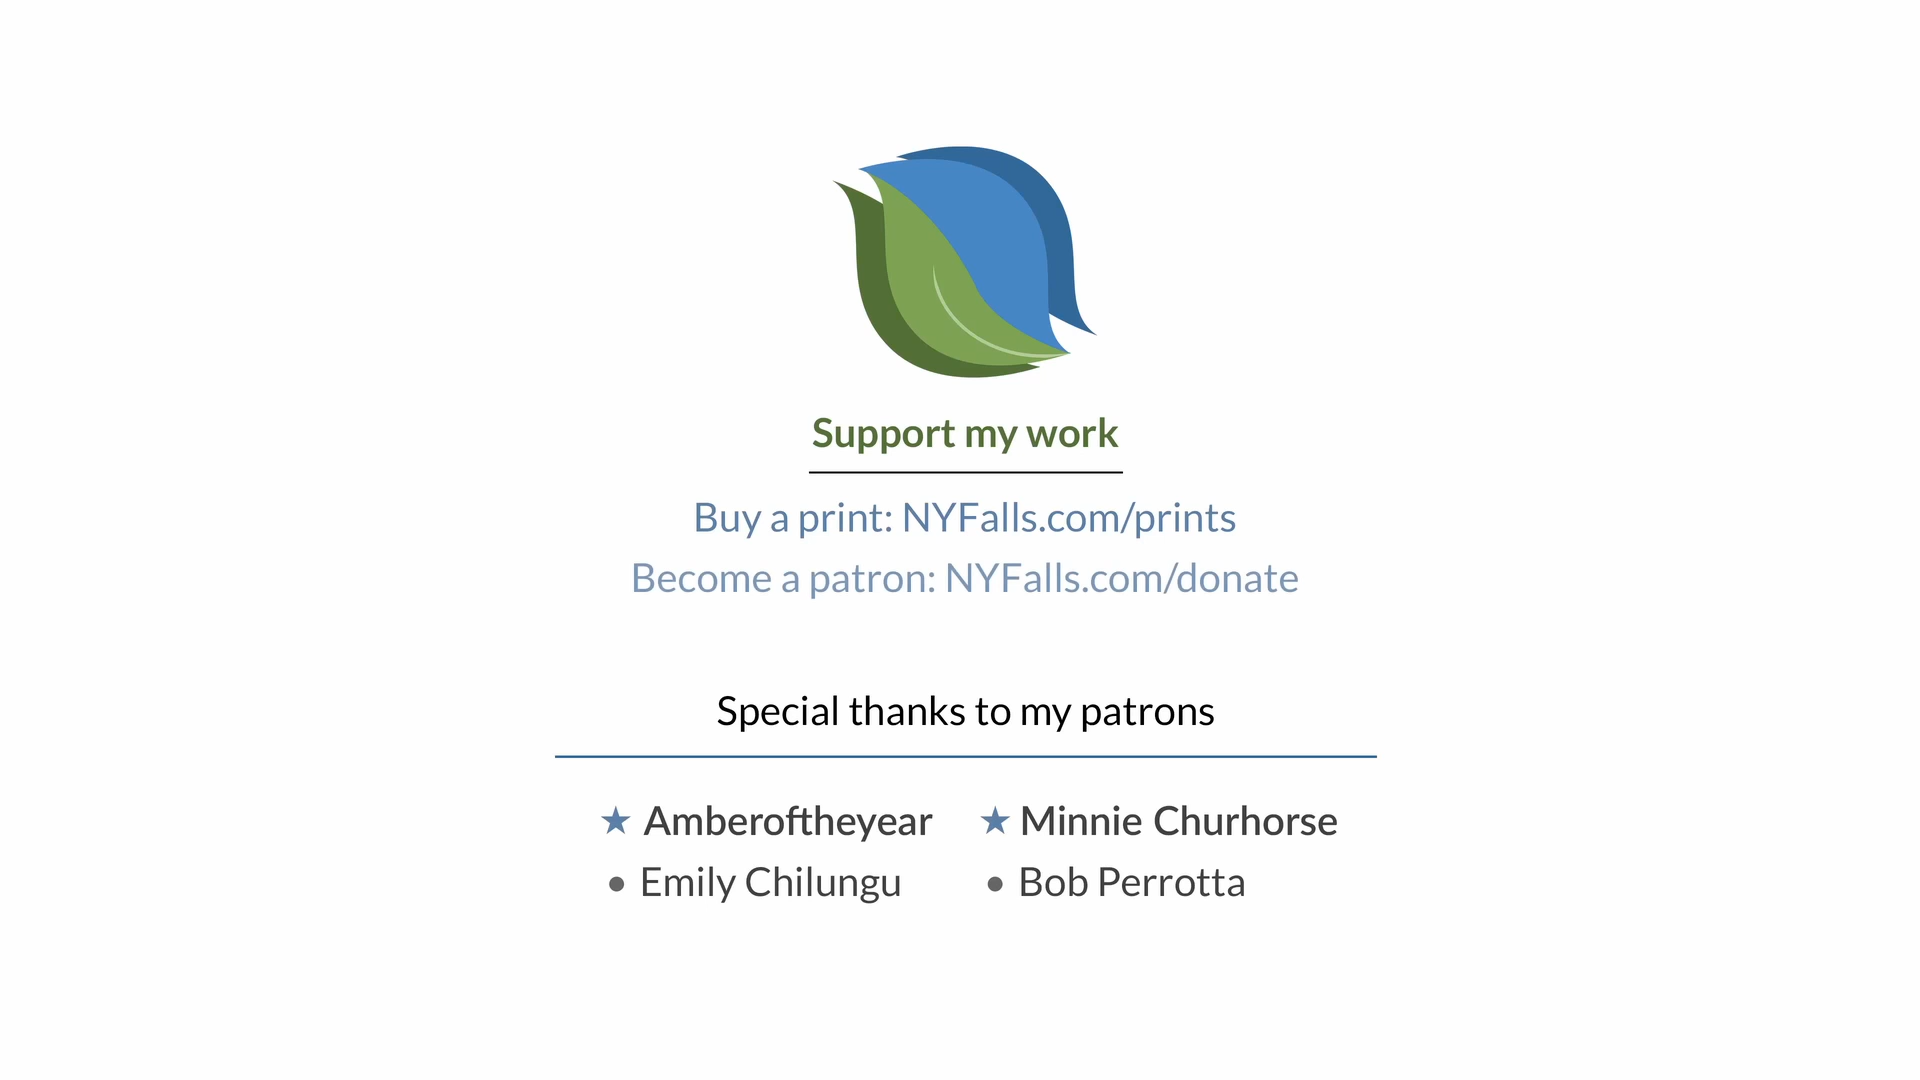 Support my work
Buy a print: NYFalls.com/prints
Become a patron: NYFalls.com/donate
Special thanks to my patrons
★ Amberoftheyear ★ Minnie Churhorse
• Emily Chilungu • Bob Perrotta